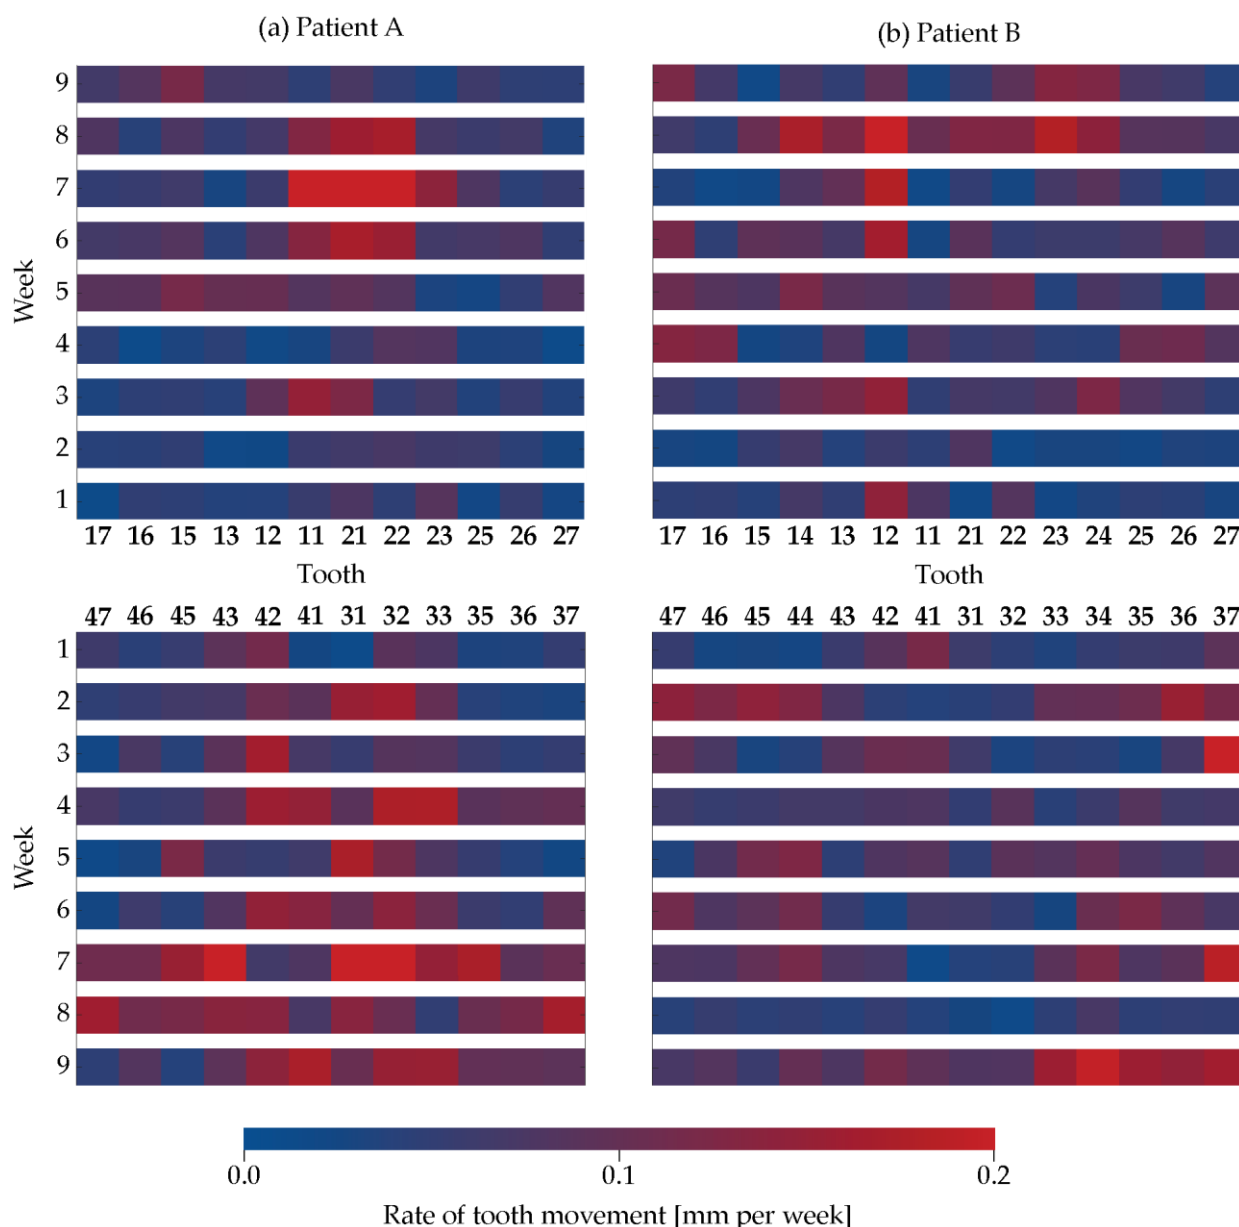 (a) Patient A
(b) Patient B
9
8
7
6
5
4
3
2
1
Week
17 16 15 13 12 11 21 22 23 25 26 27
17 16 15 14 13 12 11 21 22 23 24 25 26 27
Tooth
Tooth
47 46 45 43 42 41 31 32 33 35 36 37
47 46 45 44 43 42 41 31 32 33 34 35 36 37
1
2
3
4
5
6
7
8
9
Week
0.0 0.1 0.2
Rate of tooth movement [mm per week]